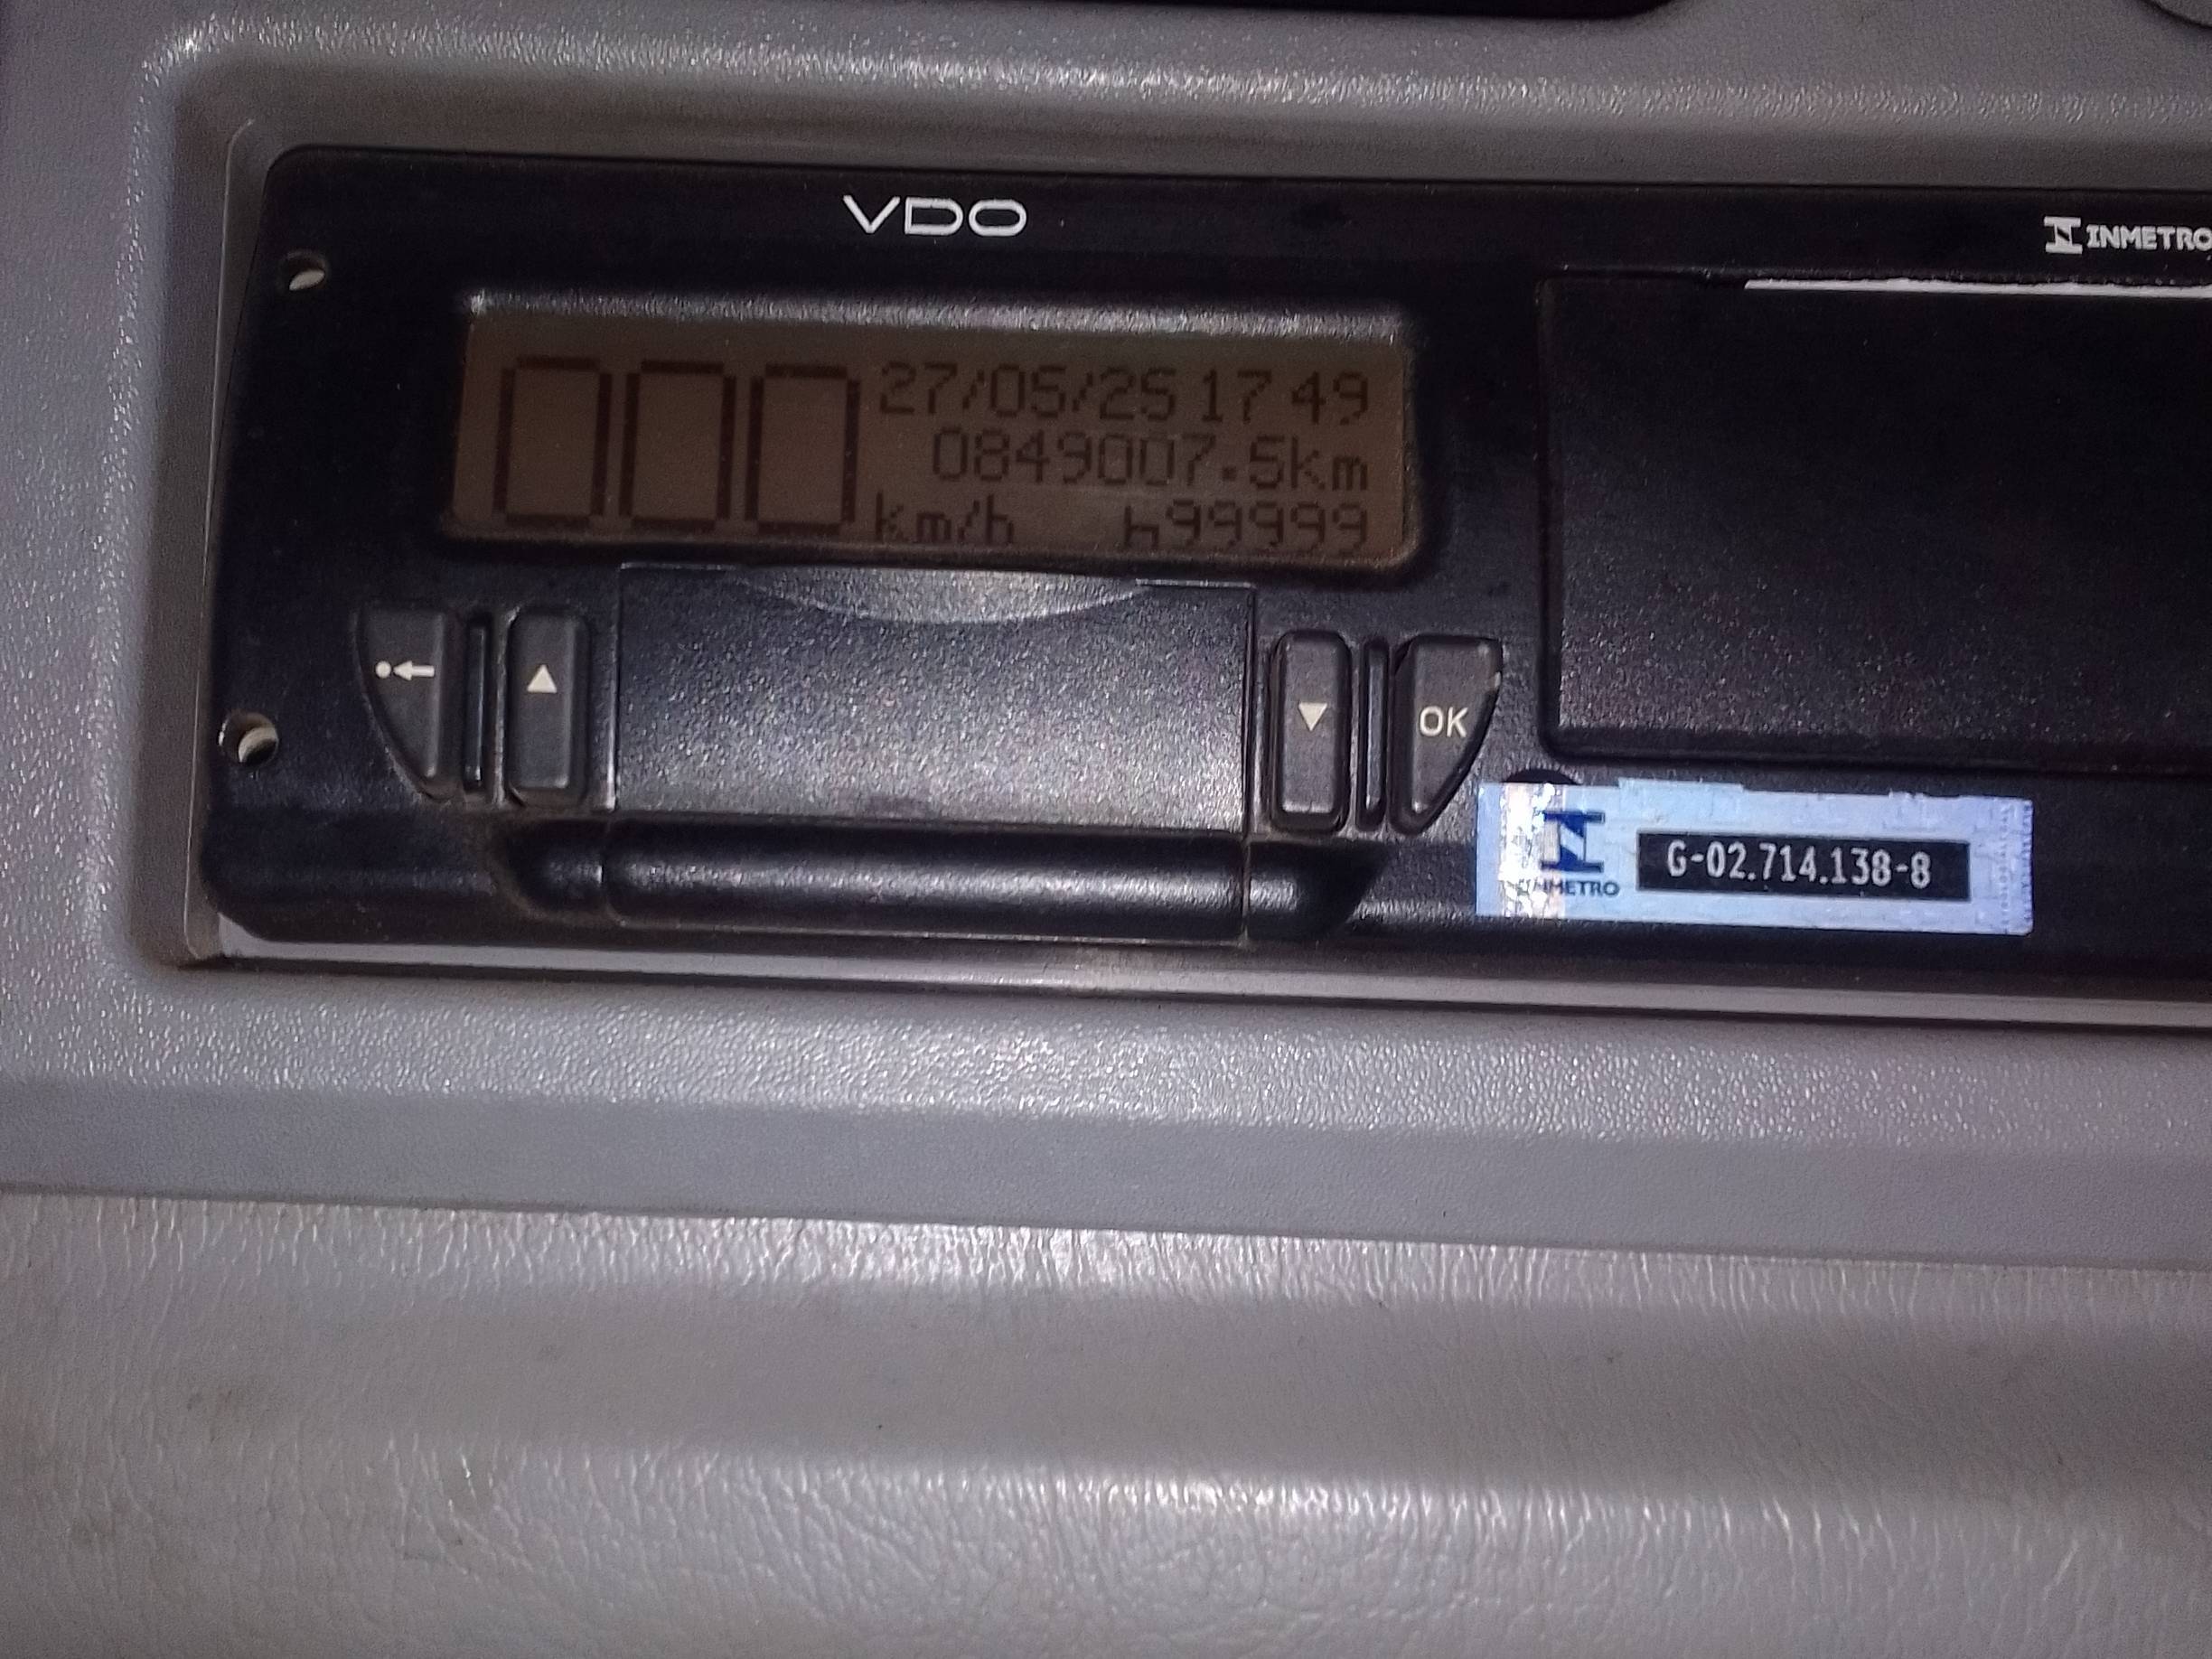 VDO
INMETRO
000 27/05/25 17 49
0849007.5km
km/h h99999
OK
INMETRO
G-02.714.138-8